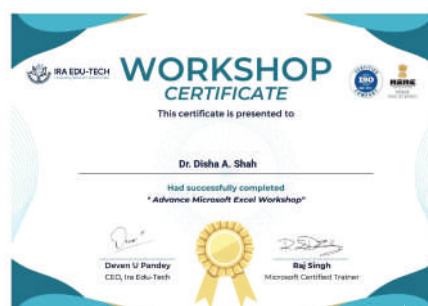 IRA EDU-TECH
WORKSHOP
CERTIFICATE
This certificate is presented to
Dr. Disha A. Shah
Had successfully completed
" Advance Microsoft Excel Workshop"
Deven U Pandey
CEO, Ira Edu-Tech
Raj Singh
Microsoft Certified Trainer
ISO